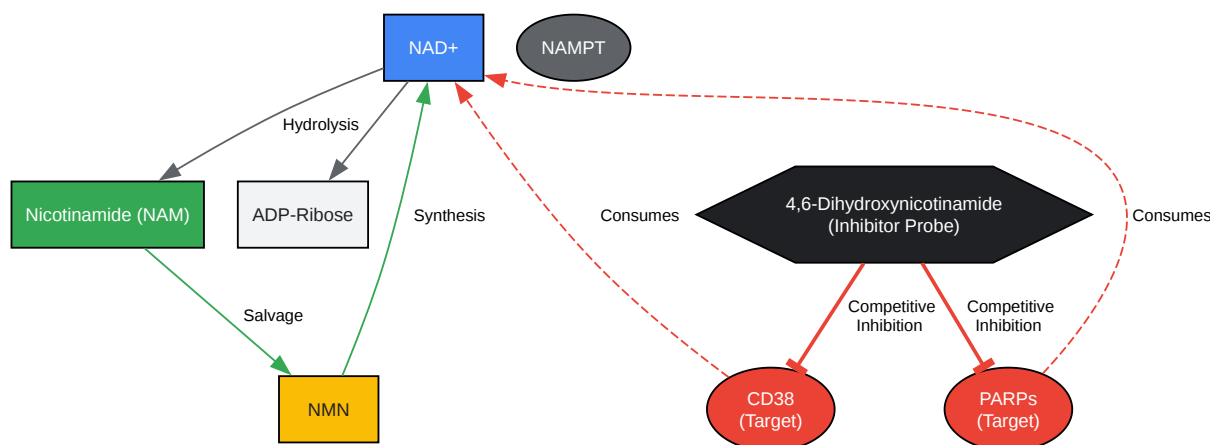 NAD+
NAMPT
Hydrolysis
Nicotinamide (NAM)
ADP-Ribose
Synthesis
Consumes
4,6-Dihydroxynicotinamide
(Inhibitor Probe)
Consumes
Salvage
Competitive
Inhibition
Competitive
Inhibition
NMN
CD38
(Target)
PARPs
(Target)